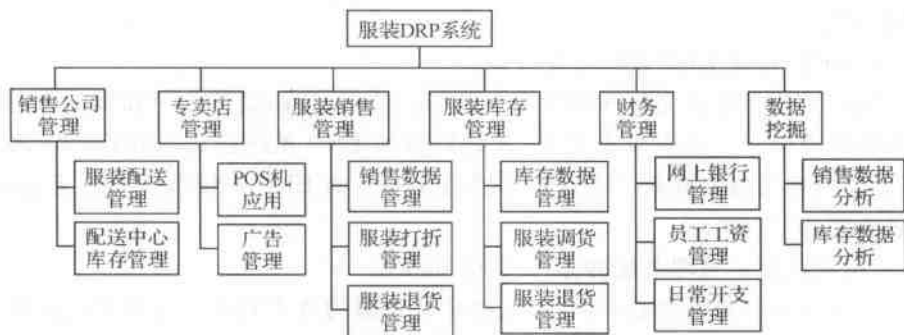 服装DRP系统
销售公司
管理
专卖店
管理
服装销售
管理
服装库存
管理
财务
管理
数据
挖掘
服装配送
管理
配送中心
库存管理
POS机
应用
广告
管理
销售数据
管理
服装打折
管理
服装退货
管理
库存数据
管理
服装调货
管理
服装退货
管理
网上银行
管理
员工工资
管理
日常开支
管理
销售数据
分析
库存数据
分析